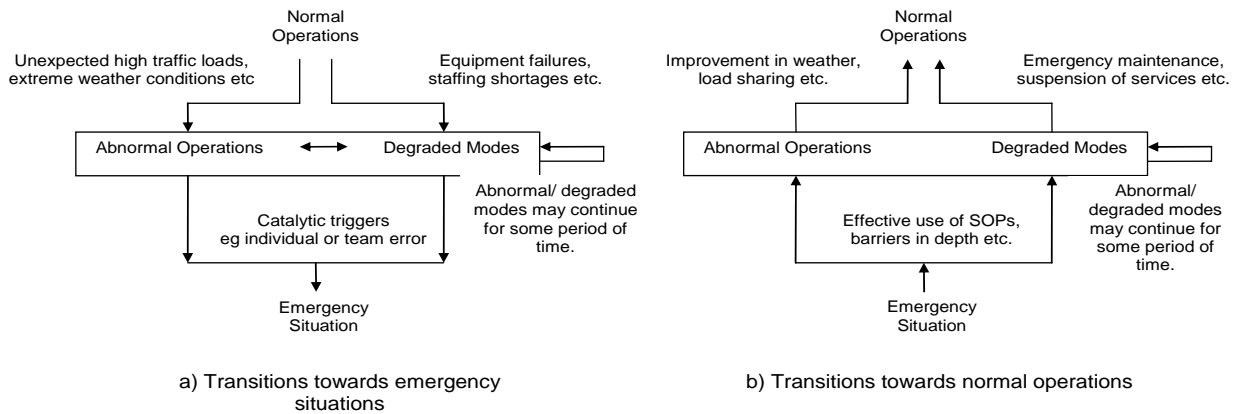 Normal
Operations
Unexpected high traffic loads,
extreme weather conditions etc
Equipment failures,
staffing shortages etc.
Abnormal Operations
Degraded Modes
Abnormal/ degraded
modes may continue
for some period of
time.
Catalytic triggers
eg individual or team error
Emergency
Situation
a) Transitions towards emergency
situations
Normal
Operations
Improvement in weather,
load sharing etc.
Emergency maintenance,
suspension of services etc.
Abnormal Operations
Degraded Modes
Abnormal/
degraded modes
may continue for
some period of
time.
Effective use of SOPs,
barriers in depth etc.
Emergency
Situation
b) Transitions towards normal operations